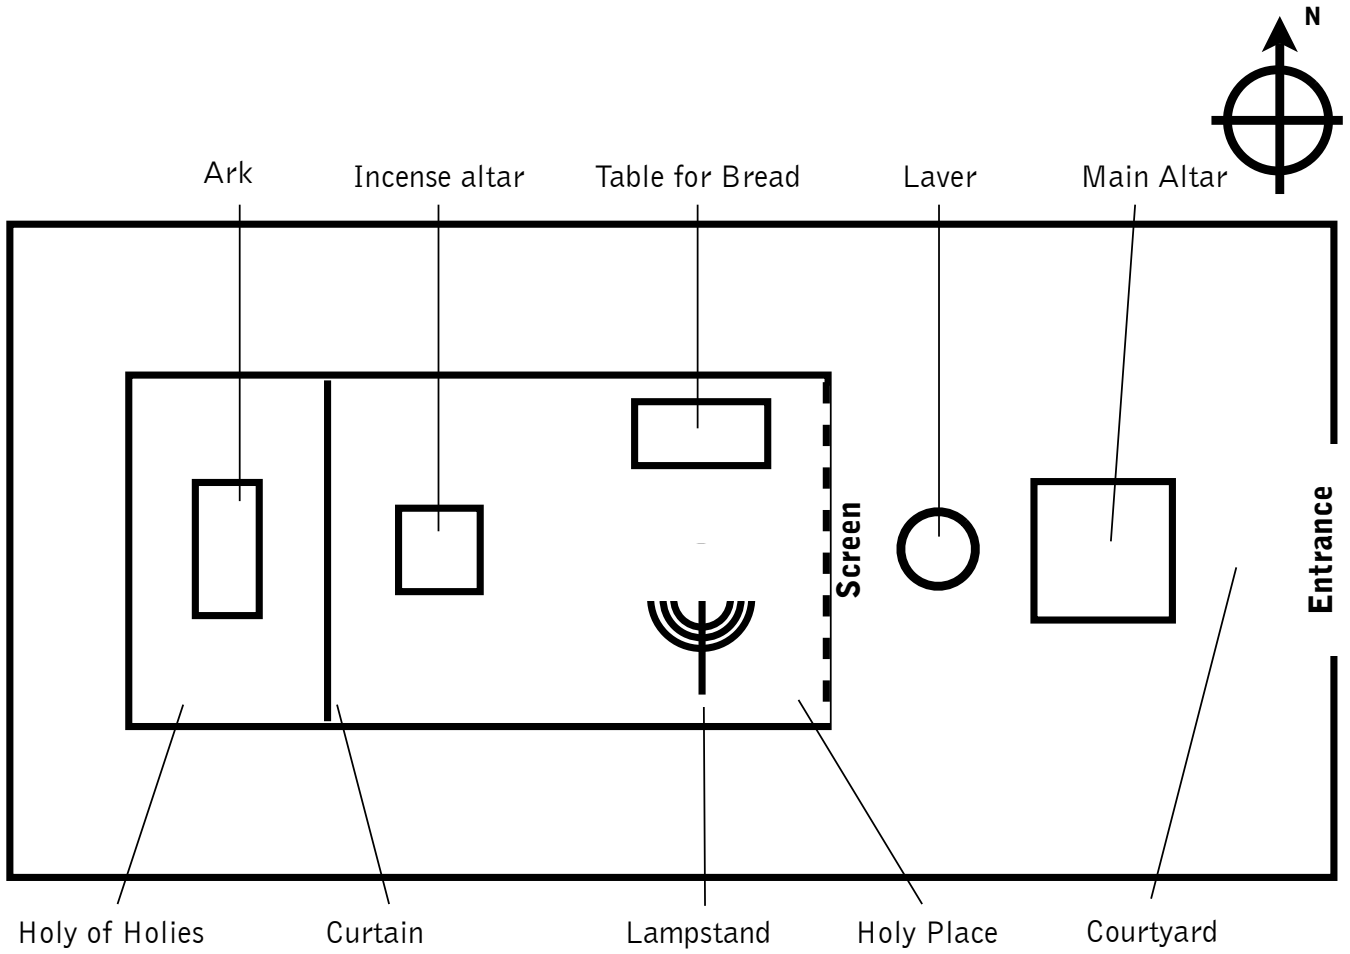 N
Ark
Incense altar
Table for Bread
Laver
Main Altar
Screen
Entrance
Holy of Holies
Curtain
Lampstand
Holy Place
Courtyard